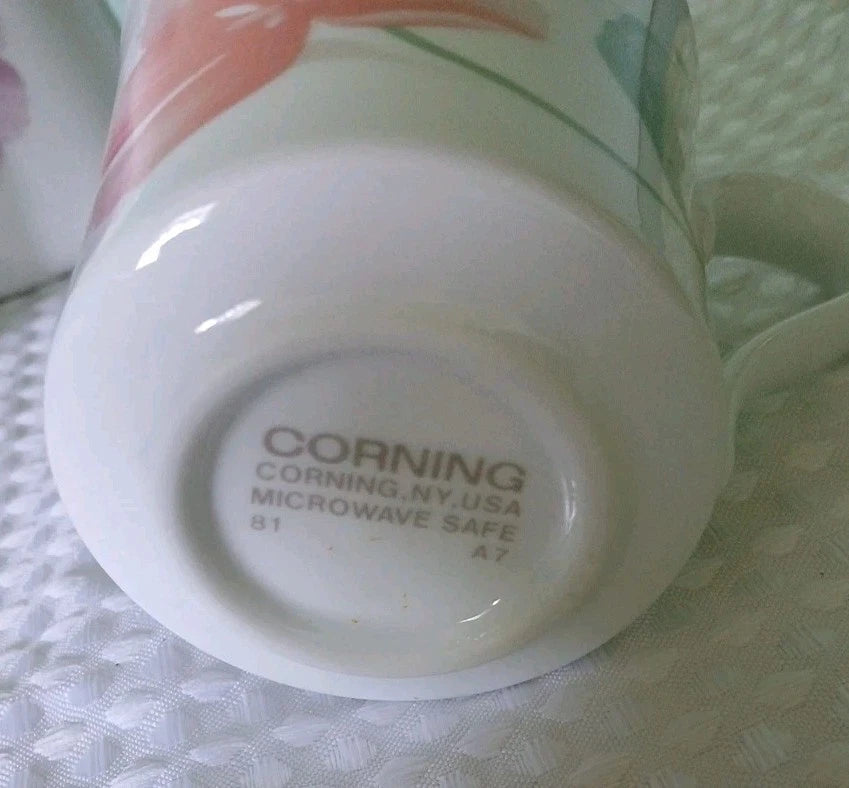 CORNING
CORNING,NY,USA
MICROWAVE SAFE
81
A7